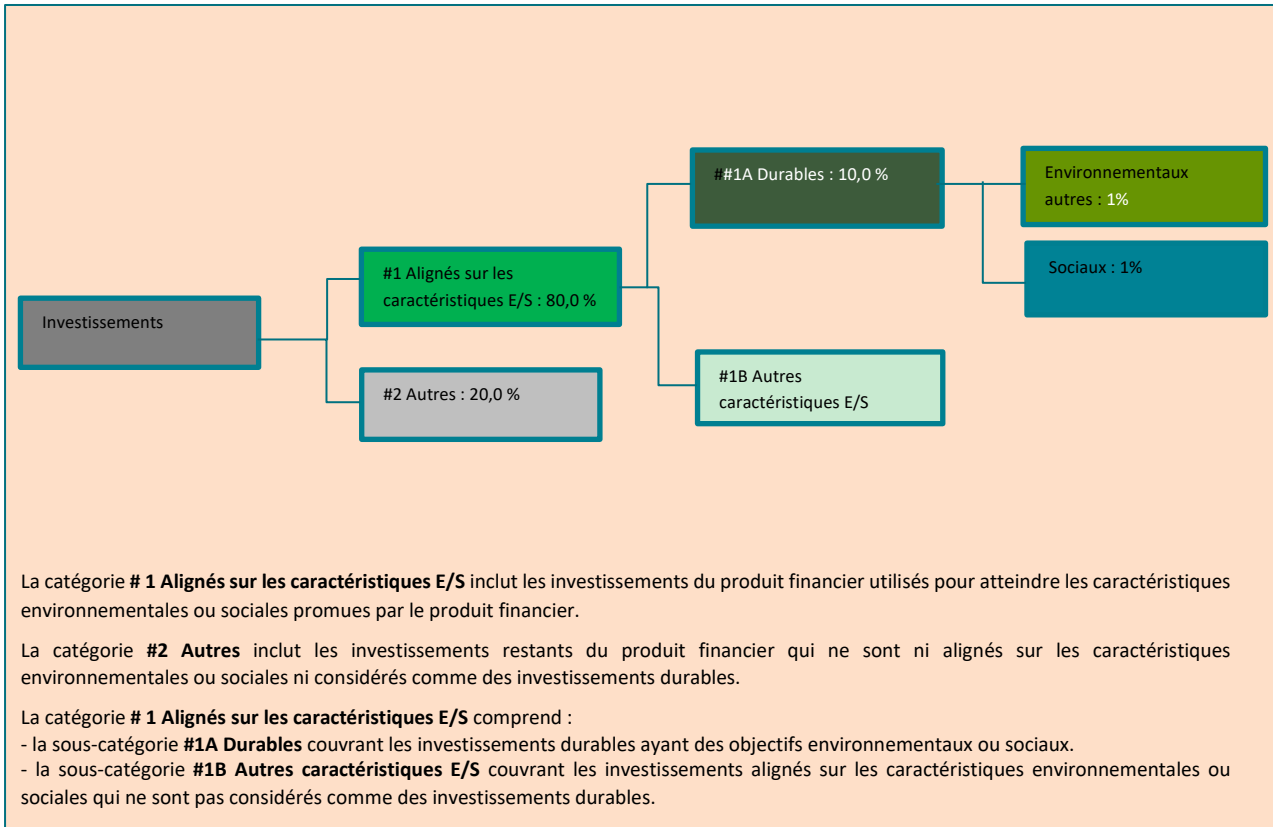 ##1A Durables : 10,0 %
Environnementaux
autres : 1%
Sociaux : 1%
#1 Alignés sur les
caractéristiques E/S : 80,0 %
Investissements
#2 Autres : 20,0 %
#1B Autres
caractéristiques E/S
La catégorie # 1 Alignés sur les caractéristiques E/S inclut les investissements du produit financier utilisés pour atteindre les caractéristiques
environnementales ou sociales promues par le produit financier.
La catégorie #2 Autres inclut les investissements restants du produit financier qui ne sont ni alignés sur les caractéristiques
environnementales ou sociales ni considérés comme des investissements durables.
La catégorie # 1 Alignés sur les caractéristiques E/S comprend :
- la sous-catégorie #1A Durables couvrant les investissements durables ayant des objectifs environnementaux ou sociaux.
- la sous-catégorie #1B Autres caractéristiques E/S couvrant les investissements alignés sur les caractéristiques environnementales ou
sociales qui ne sont pas considérés comme des investissements durables.